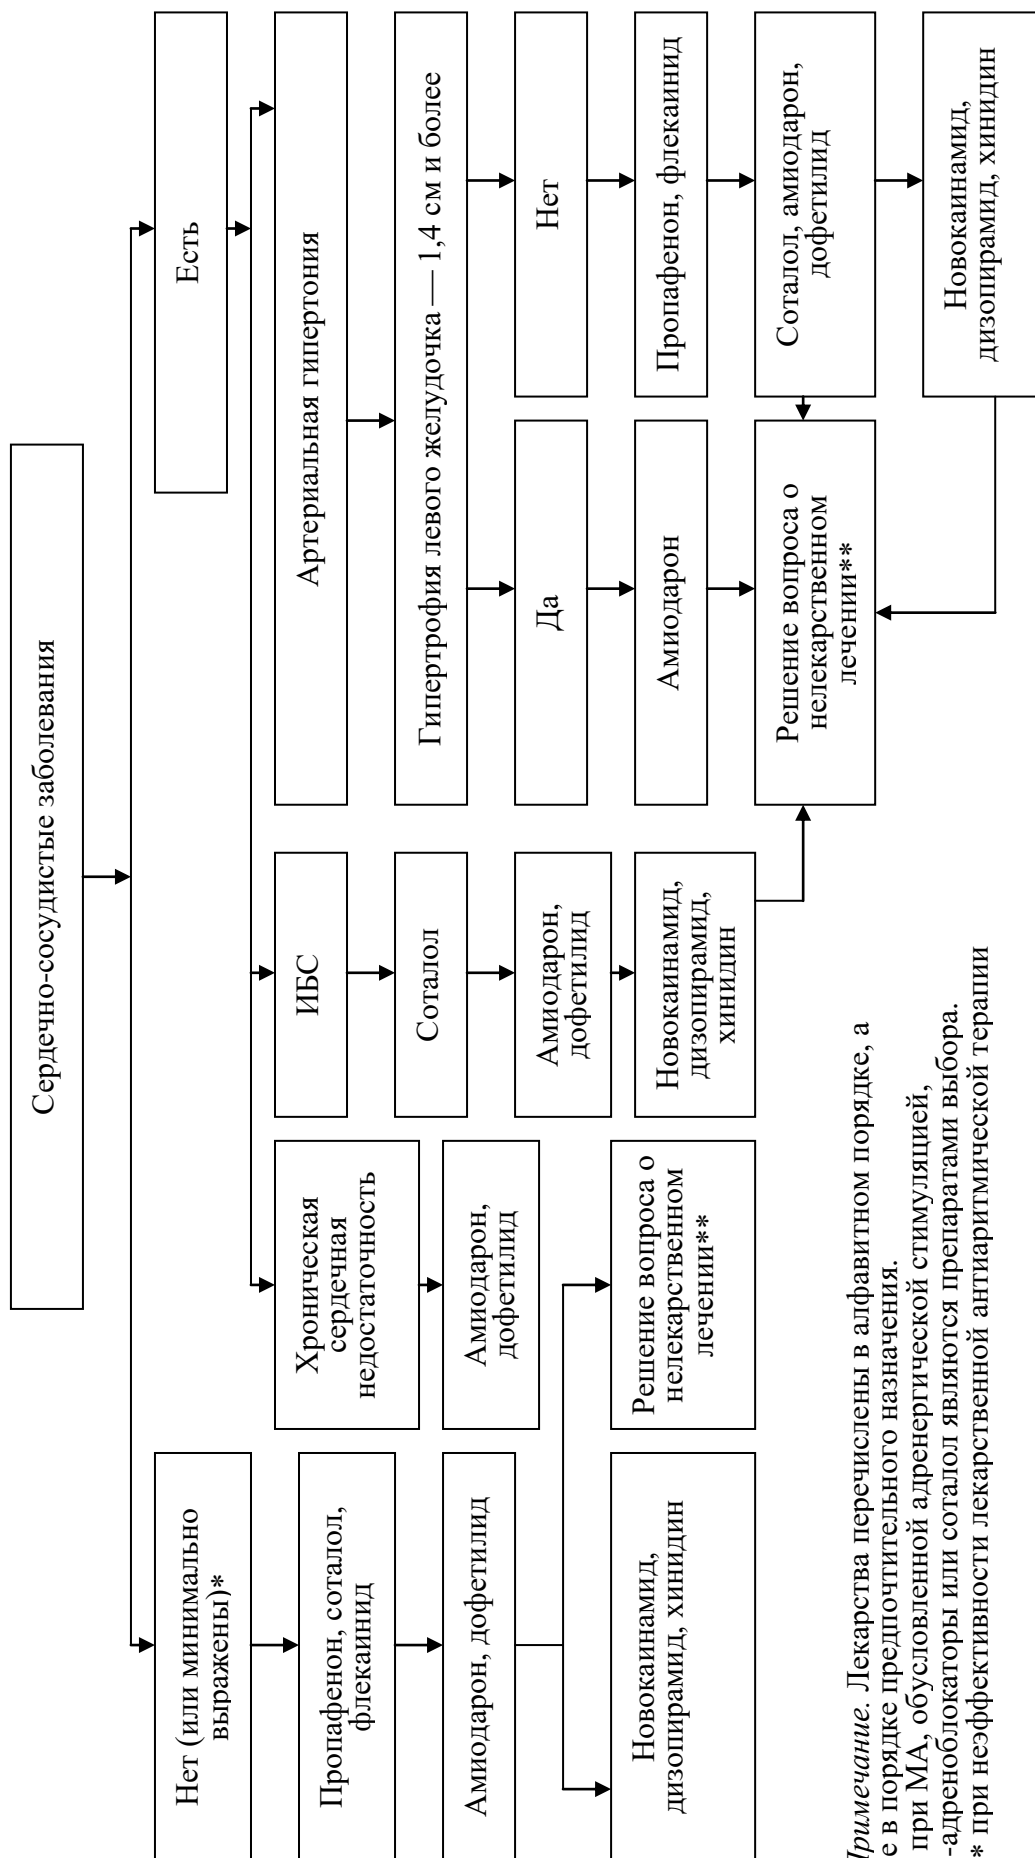 Сердечно-сосудистые заболевания
Нет (или минимально
выражены)*
Есть
Пропафенон, соталол,
флекаинид
Амиодарон, дофетилид
Новокаинамид,
дизопирамид, хинидин
Хроническая
сердечная
недостаточность
Амиодарон,
дофетилид
Решение вопроса о
нелекарственном
лечении**
ИБС
Соталол
Амиодарон,
дофетилид
Новокаинамид,
дизопирамид,
хинидин
Артериальная гипертония
Гипертрофия левого желудочка — 1,4 см и более
Да
Нет
Амиодарон
Пропафенон, флекаинид
Решение вопроса о
нелекарственном
лечении**
Соталол, амиодарон,
дофетилид
Новокаинамид,
дизопирамид, хинидин
римечание. Лекарства перечислены в алфавитном порядке, а
е в порядке предпочтительного назначения.
при МА, обусловленной адренергической стимуляцией,
-адреноблокаторы или соталол являются препаратами выбора.
* при неэффективности лекарственной антиаритмической терапии